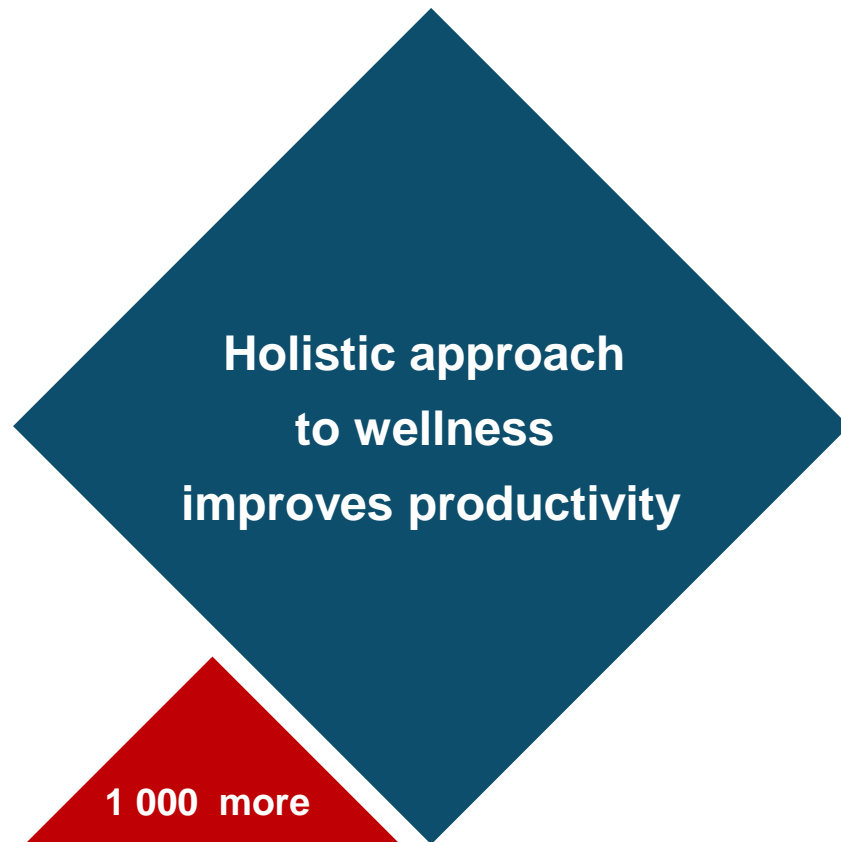 Holistic approach
to wellness
improves productivity
1 000  more